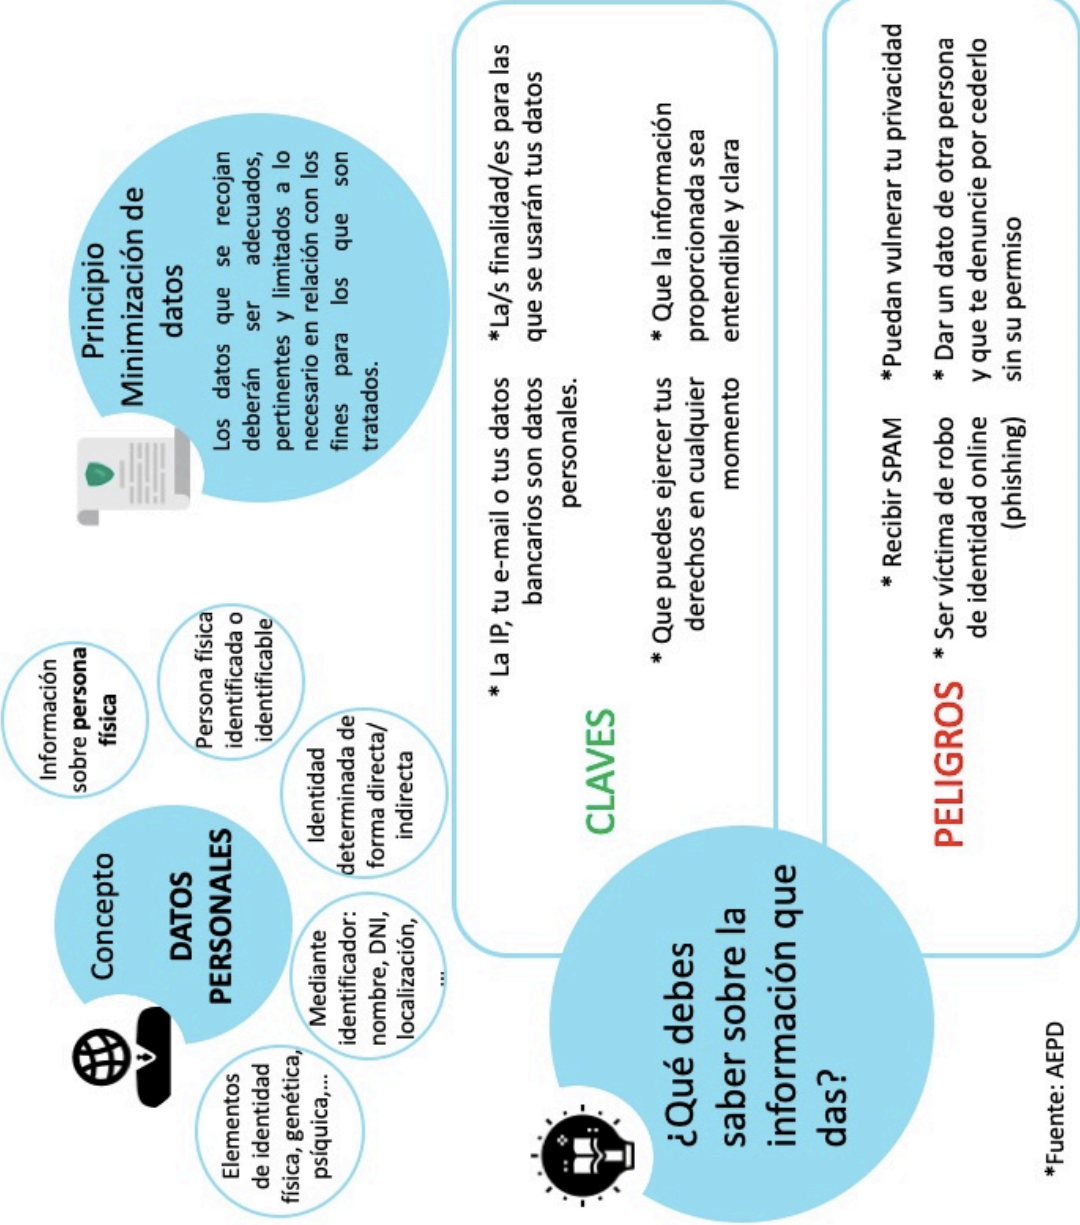 Concepto
DATOS
PERSONALES
Información
sobre persona
física
Persona física
identificada o
identificable
Identidad
determinada de
forma directa/
indirecta
Mediante
identificador:
nombre, DNI,
localización,
...
Elementos
de identidad
física, genética,
psíquica,...
Principio
Minimización de
datos
Los datos que se recojan
deberán ser adecuados,
pertinentes y limitados a lo
necesario en relación con los
fines para los que son
tratados.
¿Qué debes
saber sobre la
información que
das?
CLAVES
* La IP, tu e-mail o tus datos
bancarios son datos
personales.
*La/s finalidad/es para las
que se usarán tus datos
* Que puedes ejercer tus
derechos en cualquier
momento
* Que la información
proporcionada sea
entendible y clara
PELIGROS
* Recibir SPAM
*Puedan vulnerar tu privacidad
* Ser víctima de robo
de identidad online
(phishing)
* Dar un dato de otra persona
y que te denuncie por cederlo
sin su permiso
*Fuente: AEPD